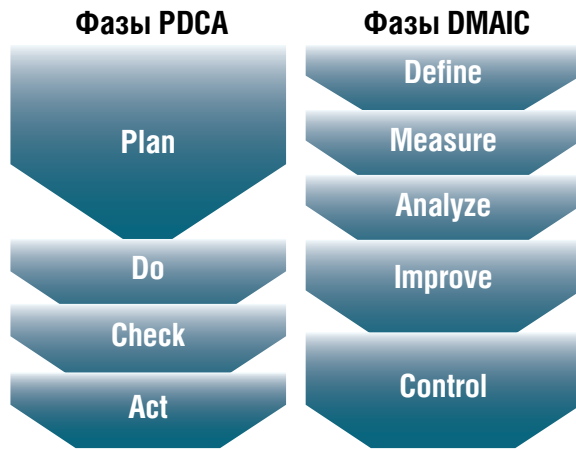 Фазы PDCA
Plan
Do
Check
Act
Фазы DMAIC
Define
Measure
Analyze
Improve
Control